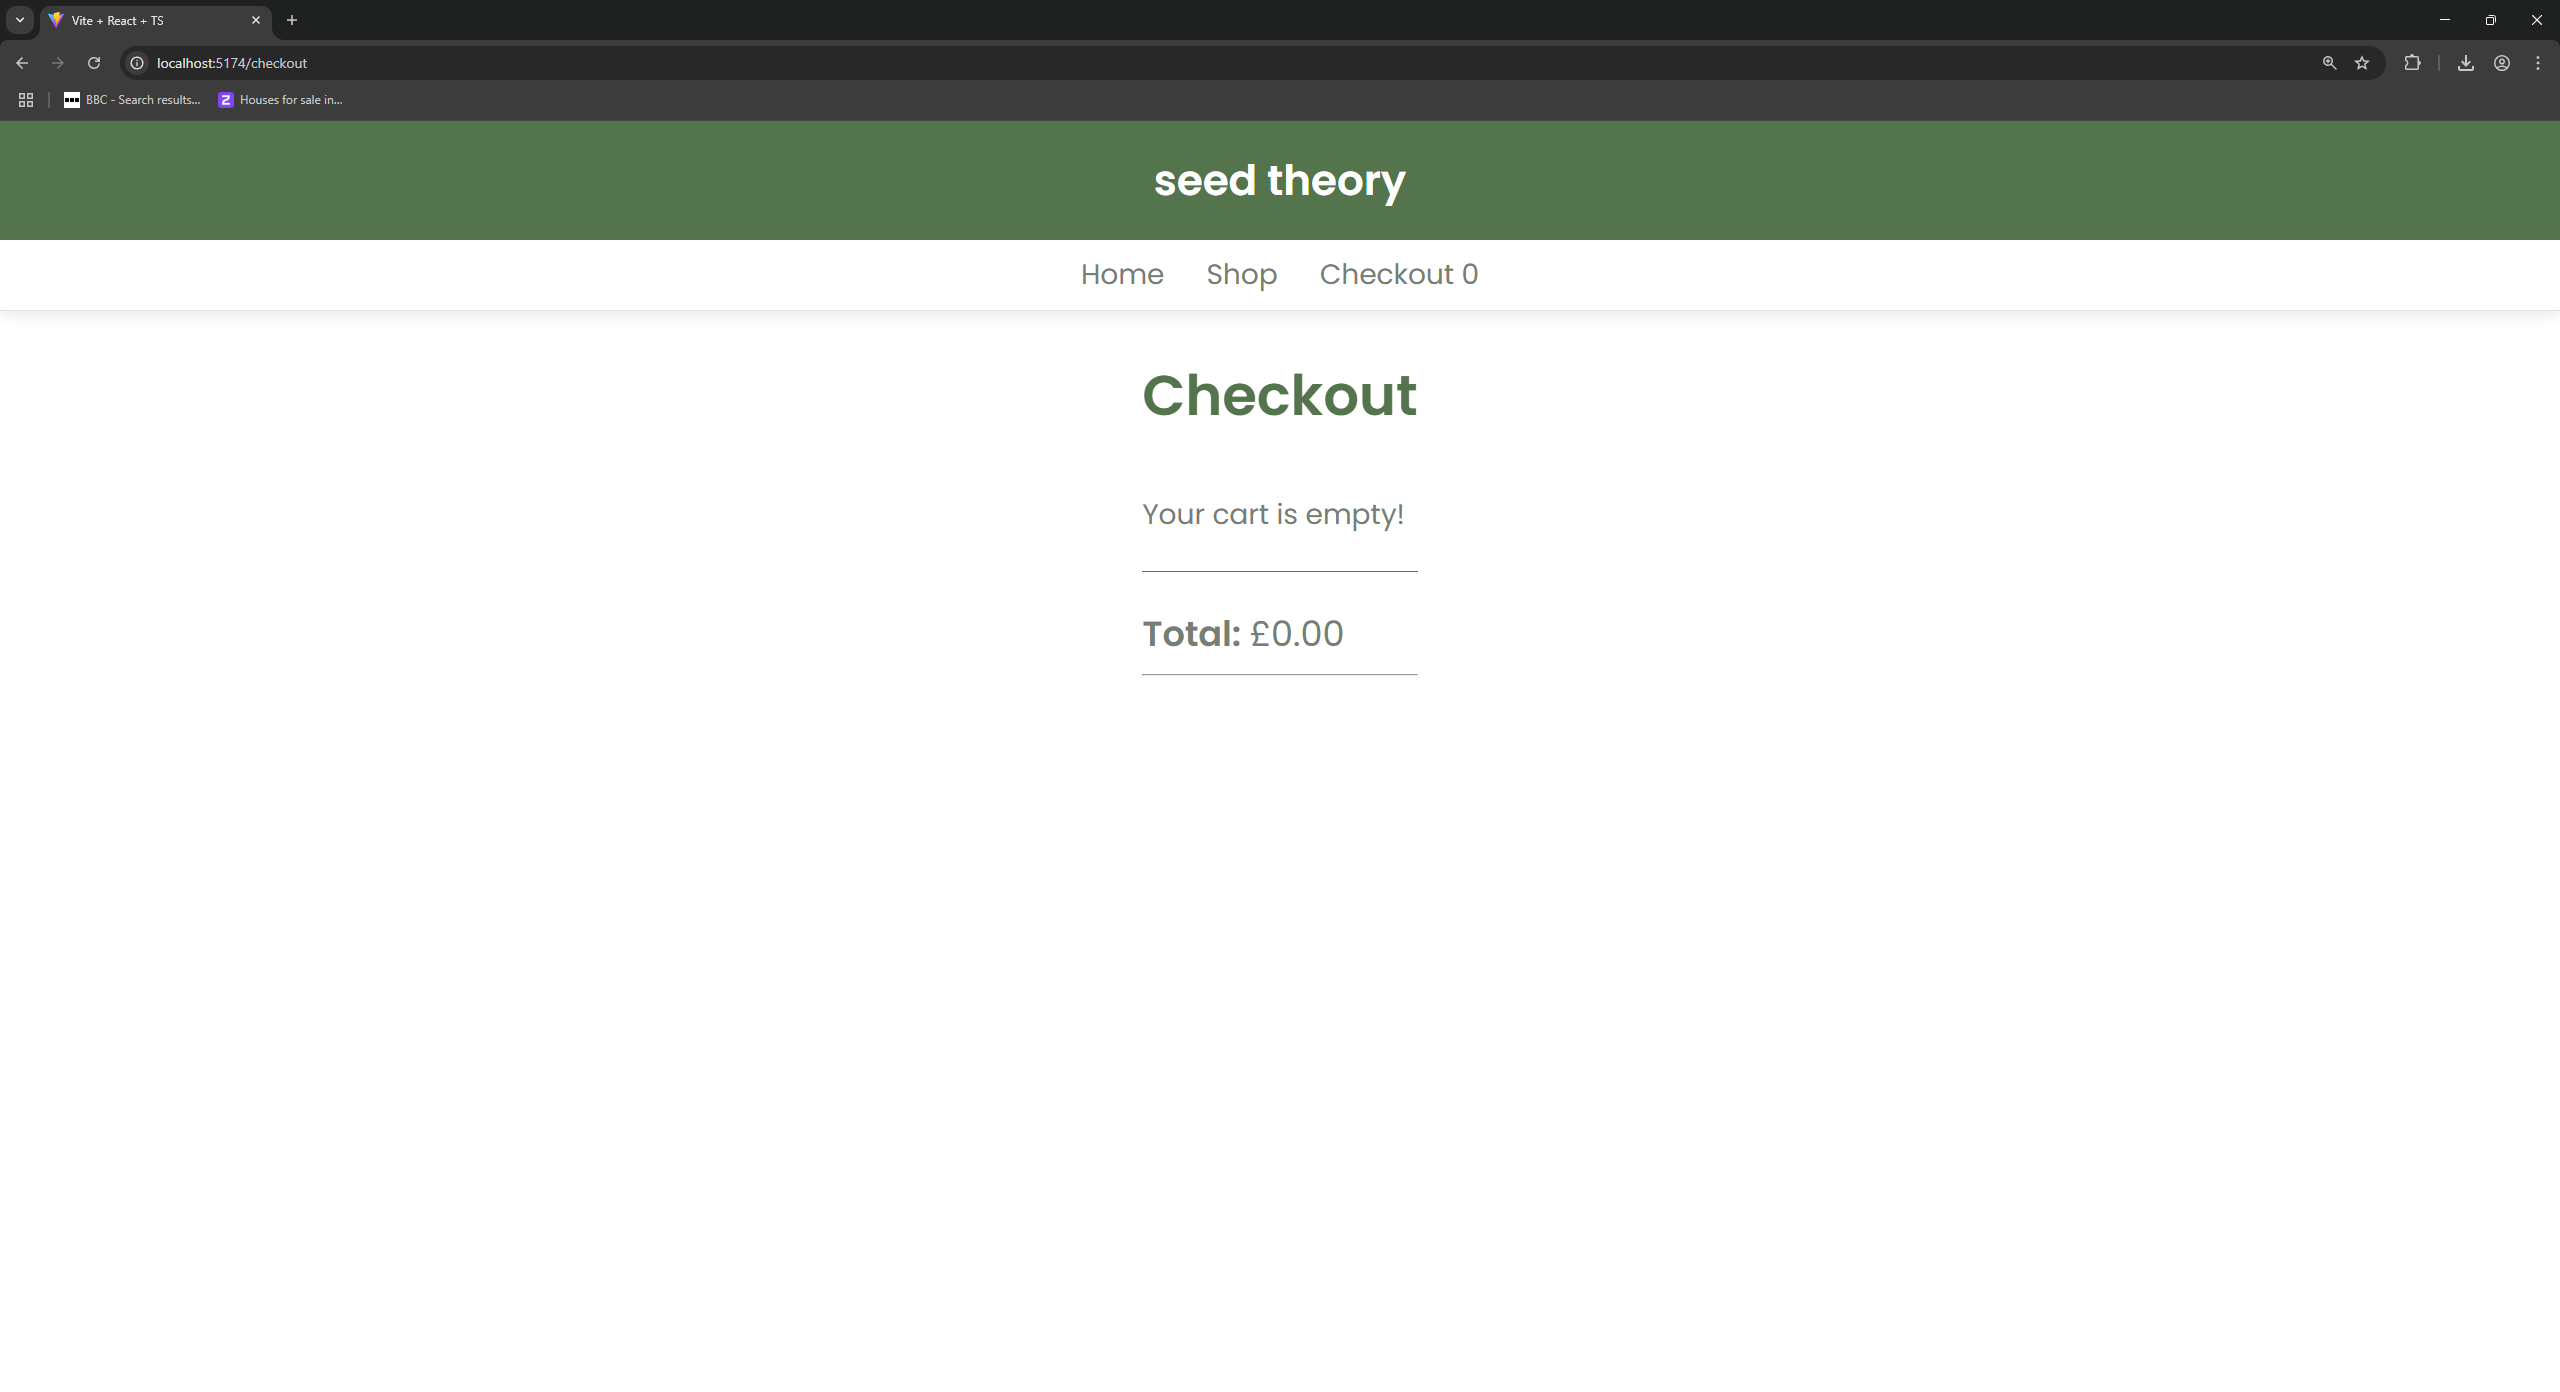 Vite + React + TS
localhost:5174/checkout
BBC - Search results...
Houses for sale in...
seed theory
Home Shop Checkout 0
Checkout
Your cart is empty!
Total: £0.00